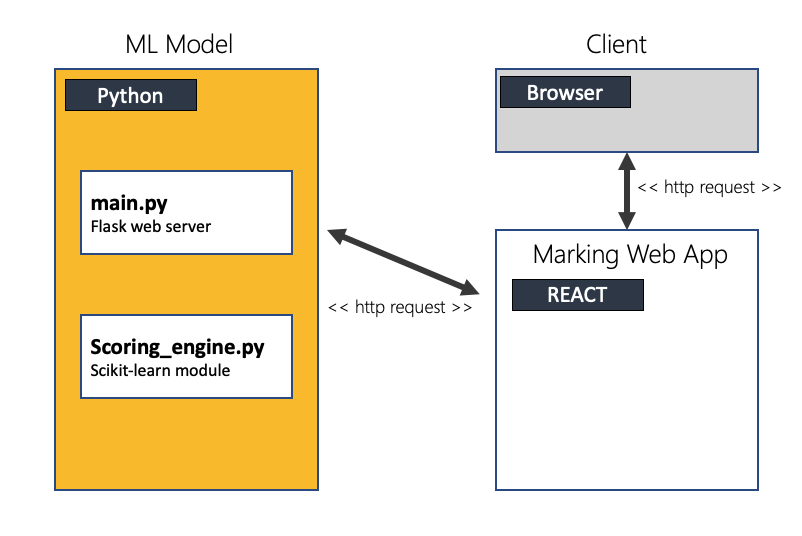 ML Model
Python
main.py
Flask web server
Scoring_engine.py
Scikit-learn module
<< http request >>
Client
Browser
<< http request >>
Marking Web App
REACT